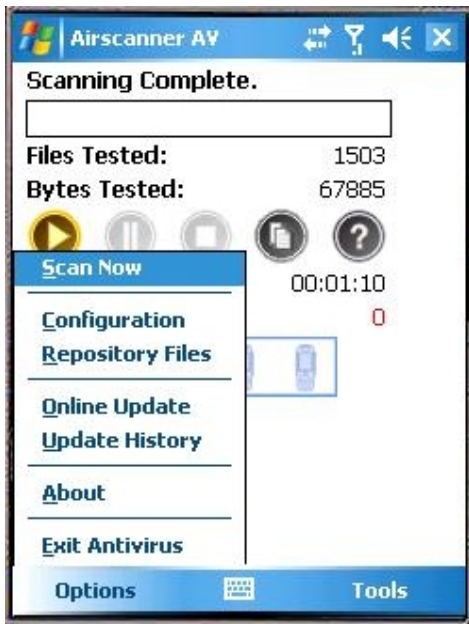 Airscanner AV
Scanning Complete.
Files Tested: 1503
Bytes Tested: 67885
?
Scan Now
00:01:10
Configuration
0
Repository Files
Online Update
Update History
About
Exit Antivirus
Options Tools